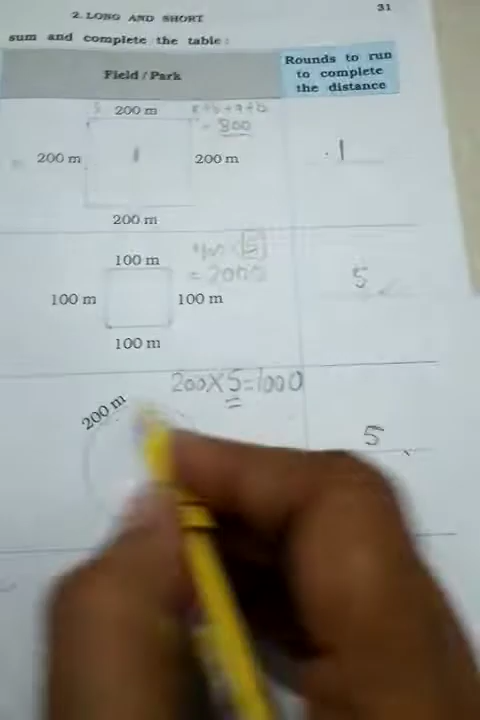 31
2. LONG AND SHORT
sum and complete the table:
Field/Park
Rounds to run
to complete
the distance
200 m
= 800
200 m
200 m
1
200 m
100 m
= 2000
100 m
100 m
5
100 m
200×5=1000
200 m
5